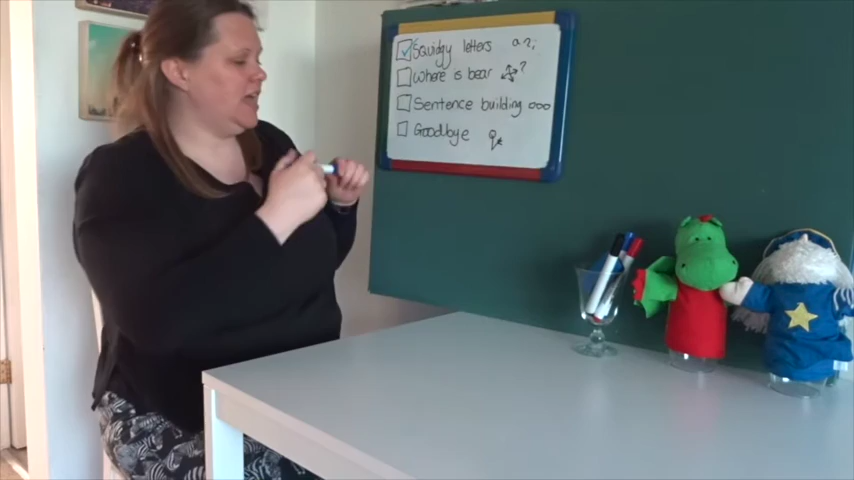 Squidgy letters a ?;
Where is bear ?
Sentence building
Goodbye